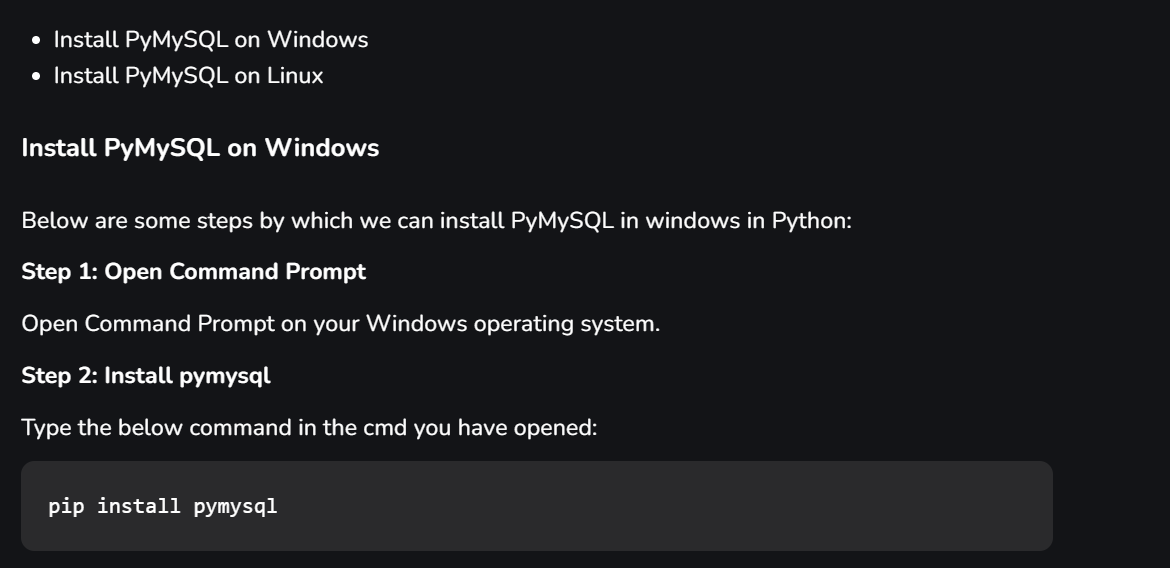 Install PyMySQL on Windows
Install PyMySQL on Linux
Install PyMySQL on Windows
Below are some steps by which we can install PyMySQL in windows in Python:
Step 1: Open Command Prompt
Open Command Prompt on your Windows operating system.
Step 2: Install pymysql
Type the below command in the cmd you have opened:
pip install pymysql